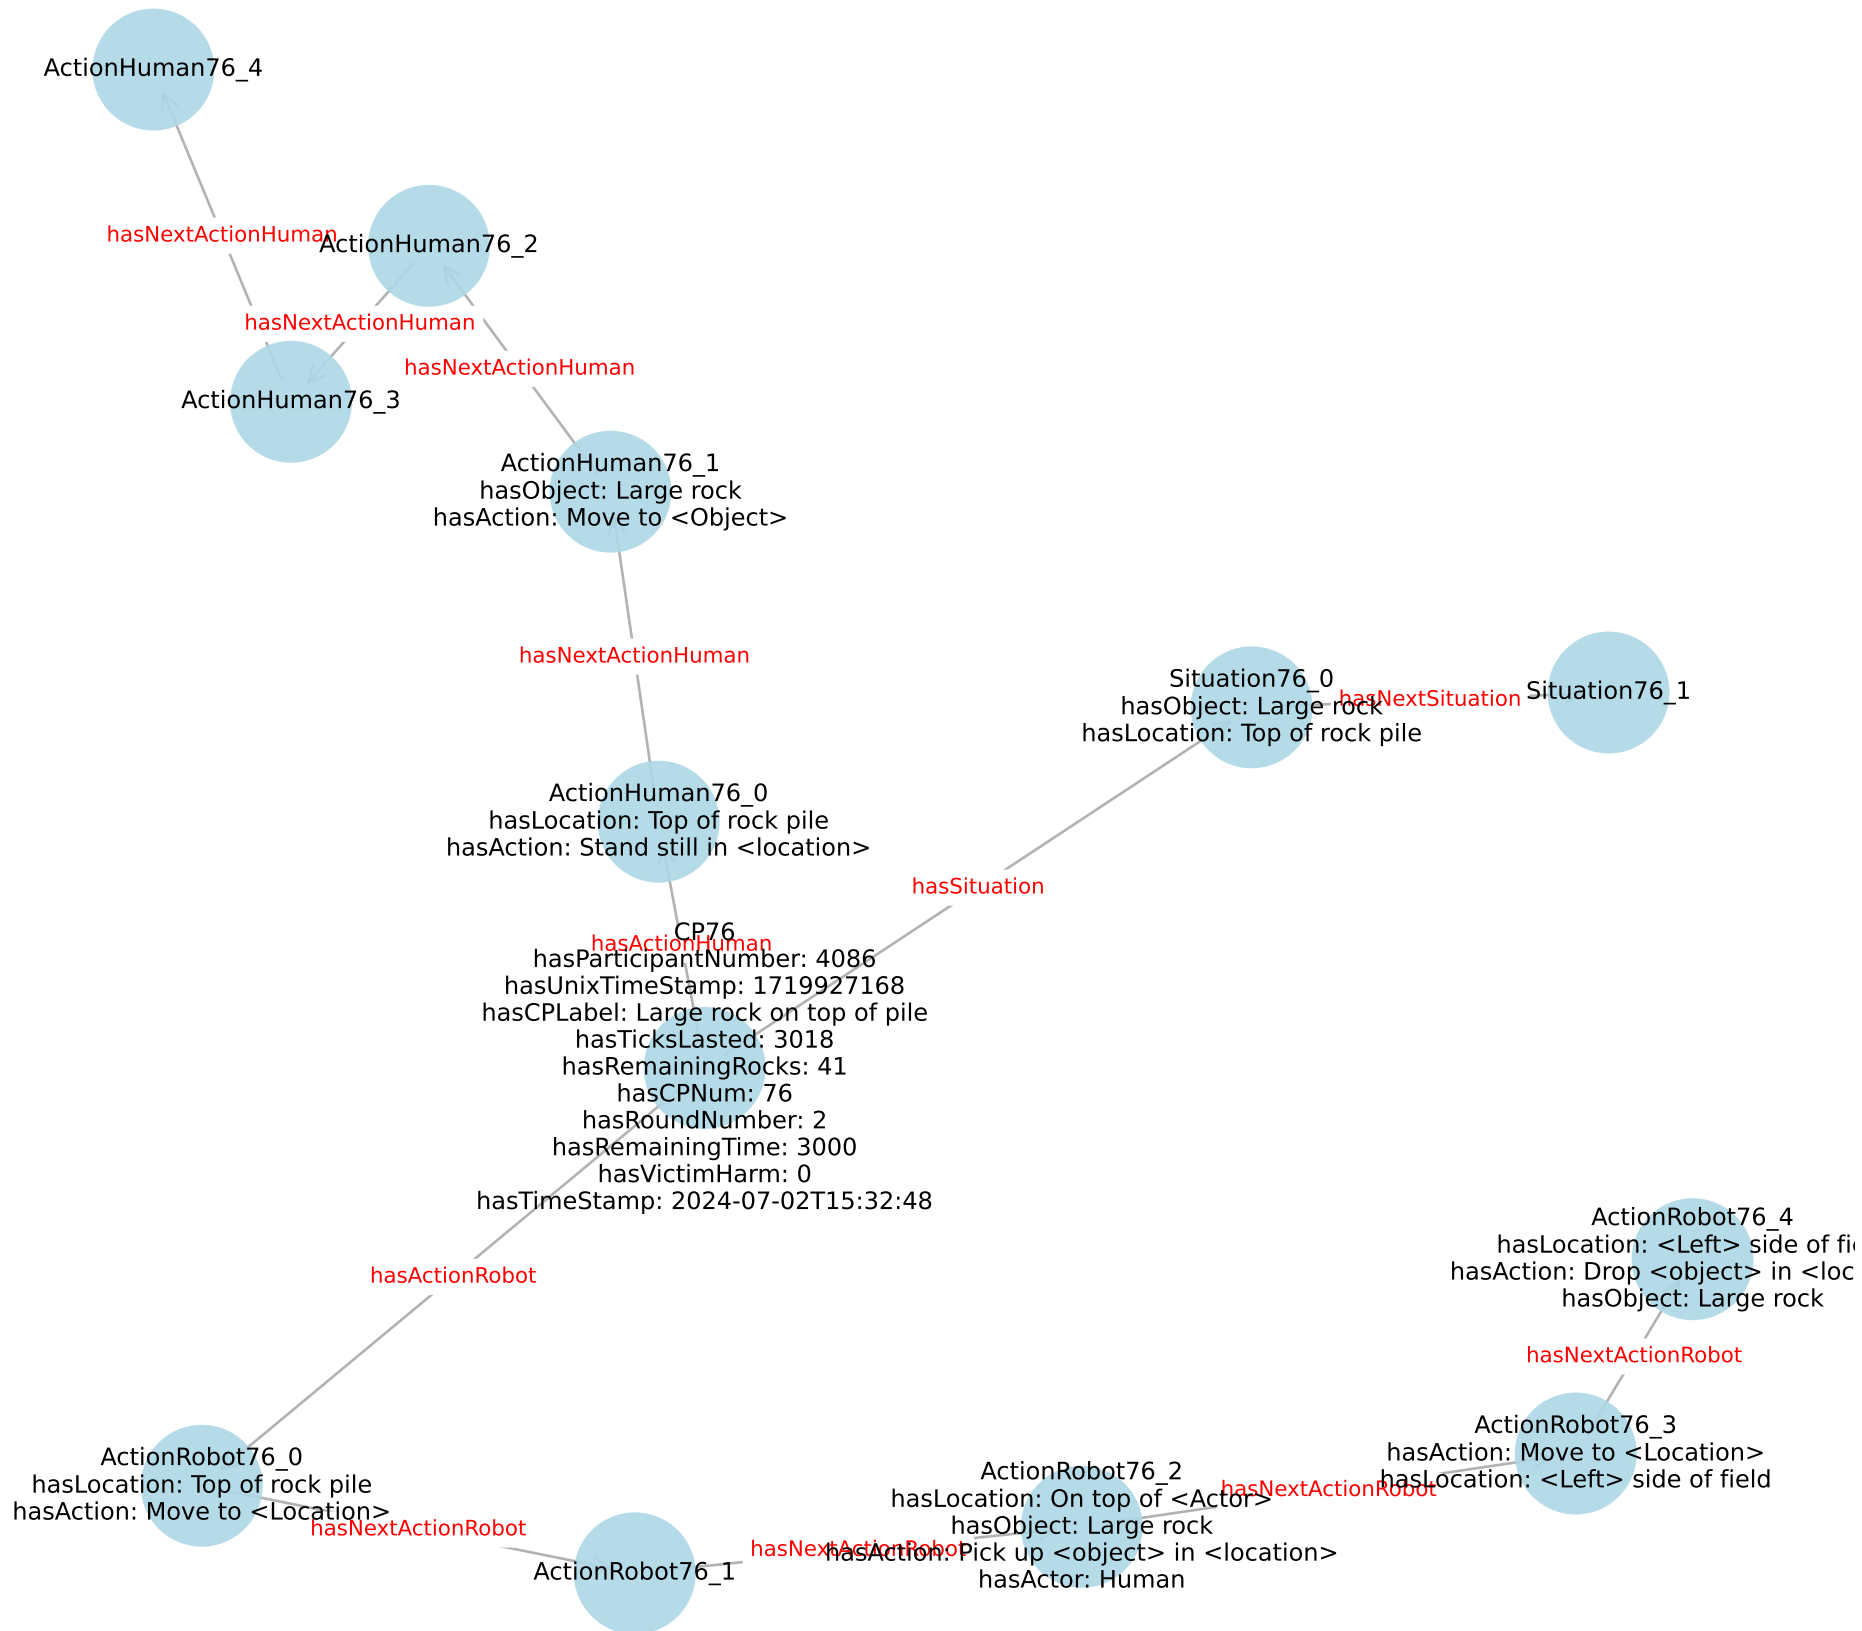 ActionHuman76_4
hasNextActionHuman
ActionHuman76_2
hasNextActionHuman
hasNextActionHuman
ActionHuman76_3
ActionHuman76_1
hasObject: Large rock
hasAction: Move to <Object>
hasNextActionHuman
Situation76_0
hasObject: Large rock
hasLocation: Top of rock pile
hasNextSituation
Situation76_1
ActionHuman76_0
hasLocation: Top of rock pile
hasAction: Stand still in <location>
hasSituation
hasActionHuman
CP76
hasParticipantNumber: 4086
hasUnixTimeStamp: 1719927168
hasCPLabel: Large rock on top of pile
hasTicksLasted: 3018
hasRemainingRocks: 41
hasCPNum: 76
hasRoundNumber: 2
hasRemainingTime: 3000
hasVictimHarm: 0
hasTimeStamp: 2024-07-02T15:32:48
hasActionRobot
ActionRobot76_4
hasLocation: <Left> side of fi
hasAction: Drop <object> in <loc
hasObject: Large rock
hasNextActionRobot
ActionRobot76_3
hasAction: Move to <Location>
hasLocation: <Left> side of field
hasNextActionRobot
ActionRobot76_0
hasLocation: Top of rock pile
hasAction: Move to <Location>
hasNextActionRobot
ActionRobot76_1
hasNextActionRobot
ActionRobot76_2
hasLocation: On top of <Actor>
hasObject: Large rock
hasAction: Pick up <object> in <location>
hasActor: Human